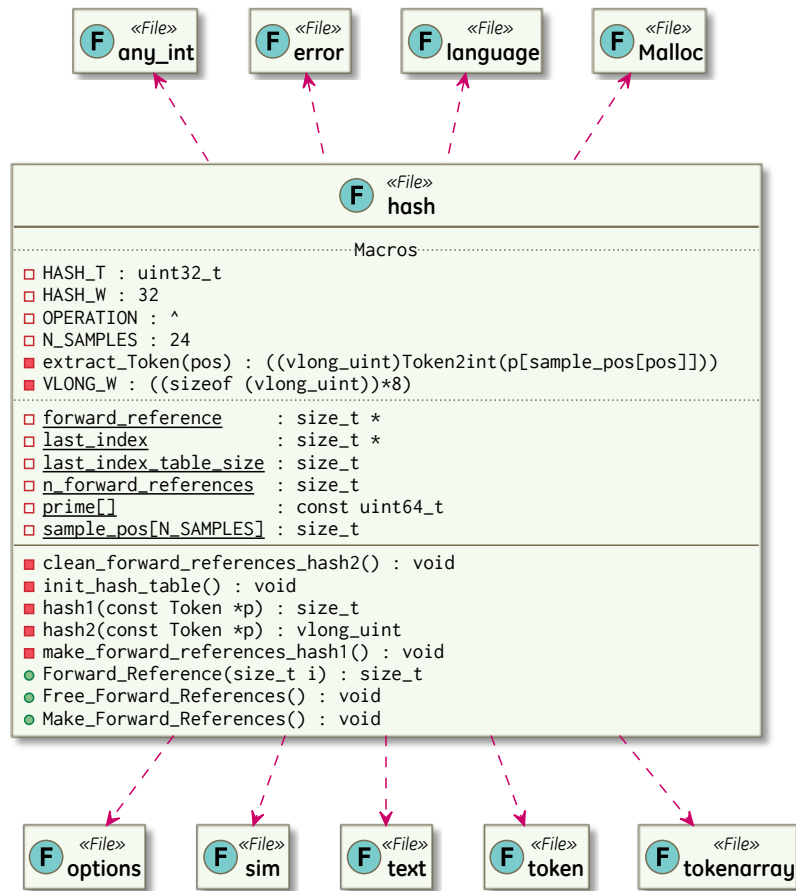 F «File» any_int
F «File» error
F «File» language
F «File» Malloc
F «File» hash
Macros
HASH_T : uint32_t
HASH_W : 32
OPERATION : ^
N_SAMPLES : 24
extract_Token(pos) : ((vlong_uint)Token2int(p[sample_pos[pos]]))
VLONG_W : ((sizeof (vlong_uint))*8)
forward_reference : size_t *
last_index : size_t *
last_index_table_size : size_t
n_forward_references : size_t
prime[] : const uint64_t
sample_pos[N_SAMPLES] : size_t
clean_forward_references_hash2() : void
init_hash_table() : void
hash1(const Token *p) : size_t
hash2(const Token *p) : vlong_uint
make_forward_references_hash1() : void
Forward_Reference(size_t i) : size_t
Free_Forward_References() : void
Make_Forward_References() : void
F «File» options
F «File» sim
F «File» text
F «File» token
F «File» tokenarray